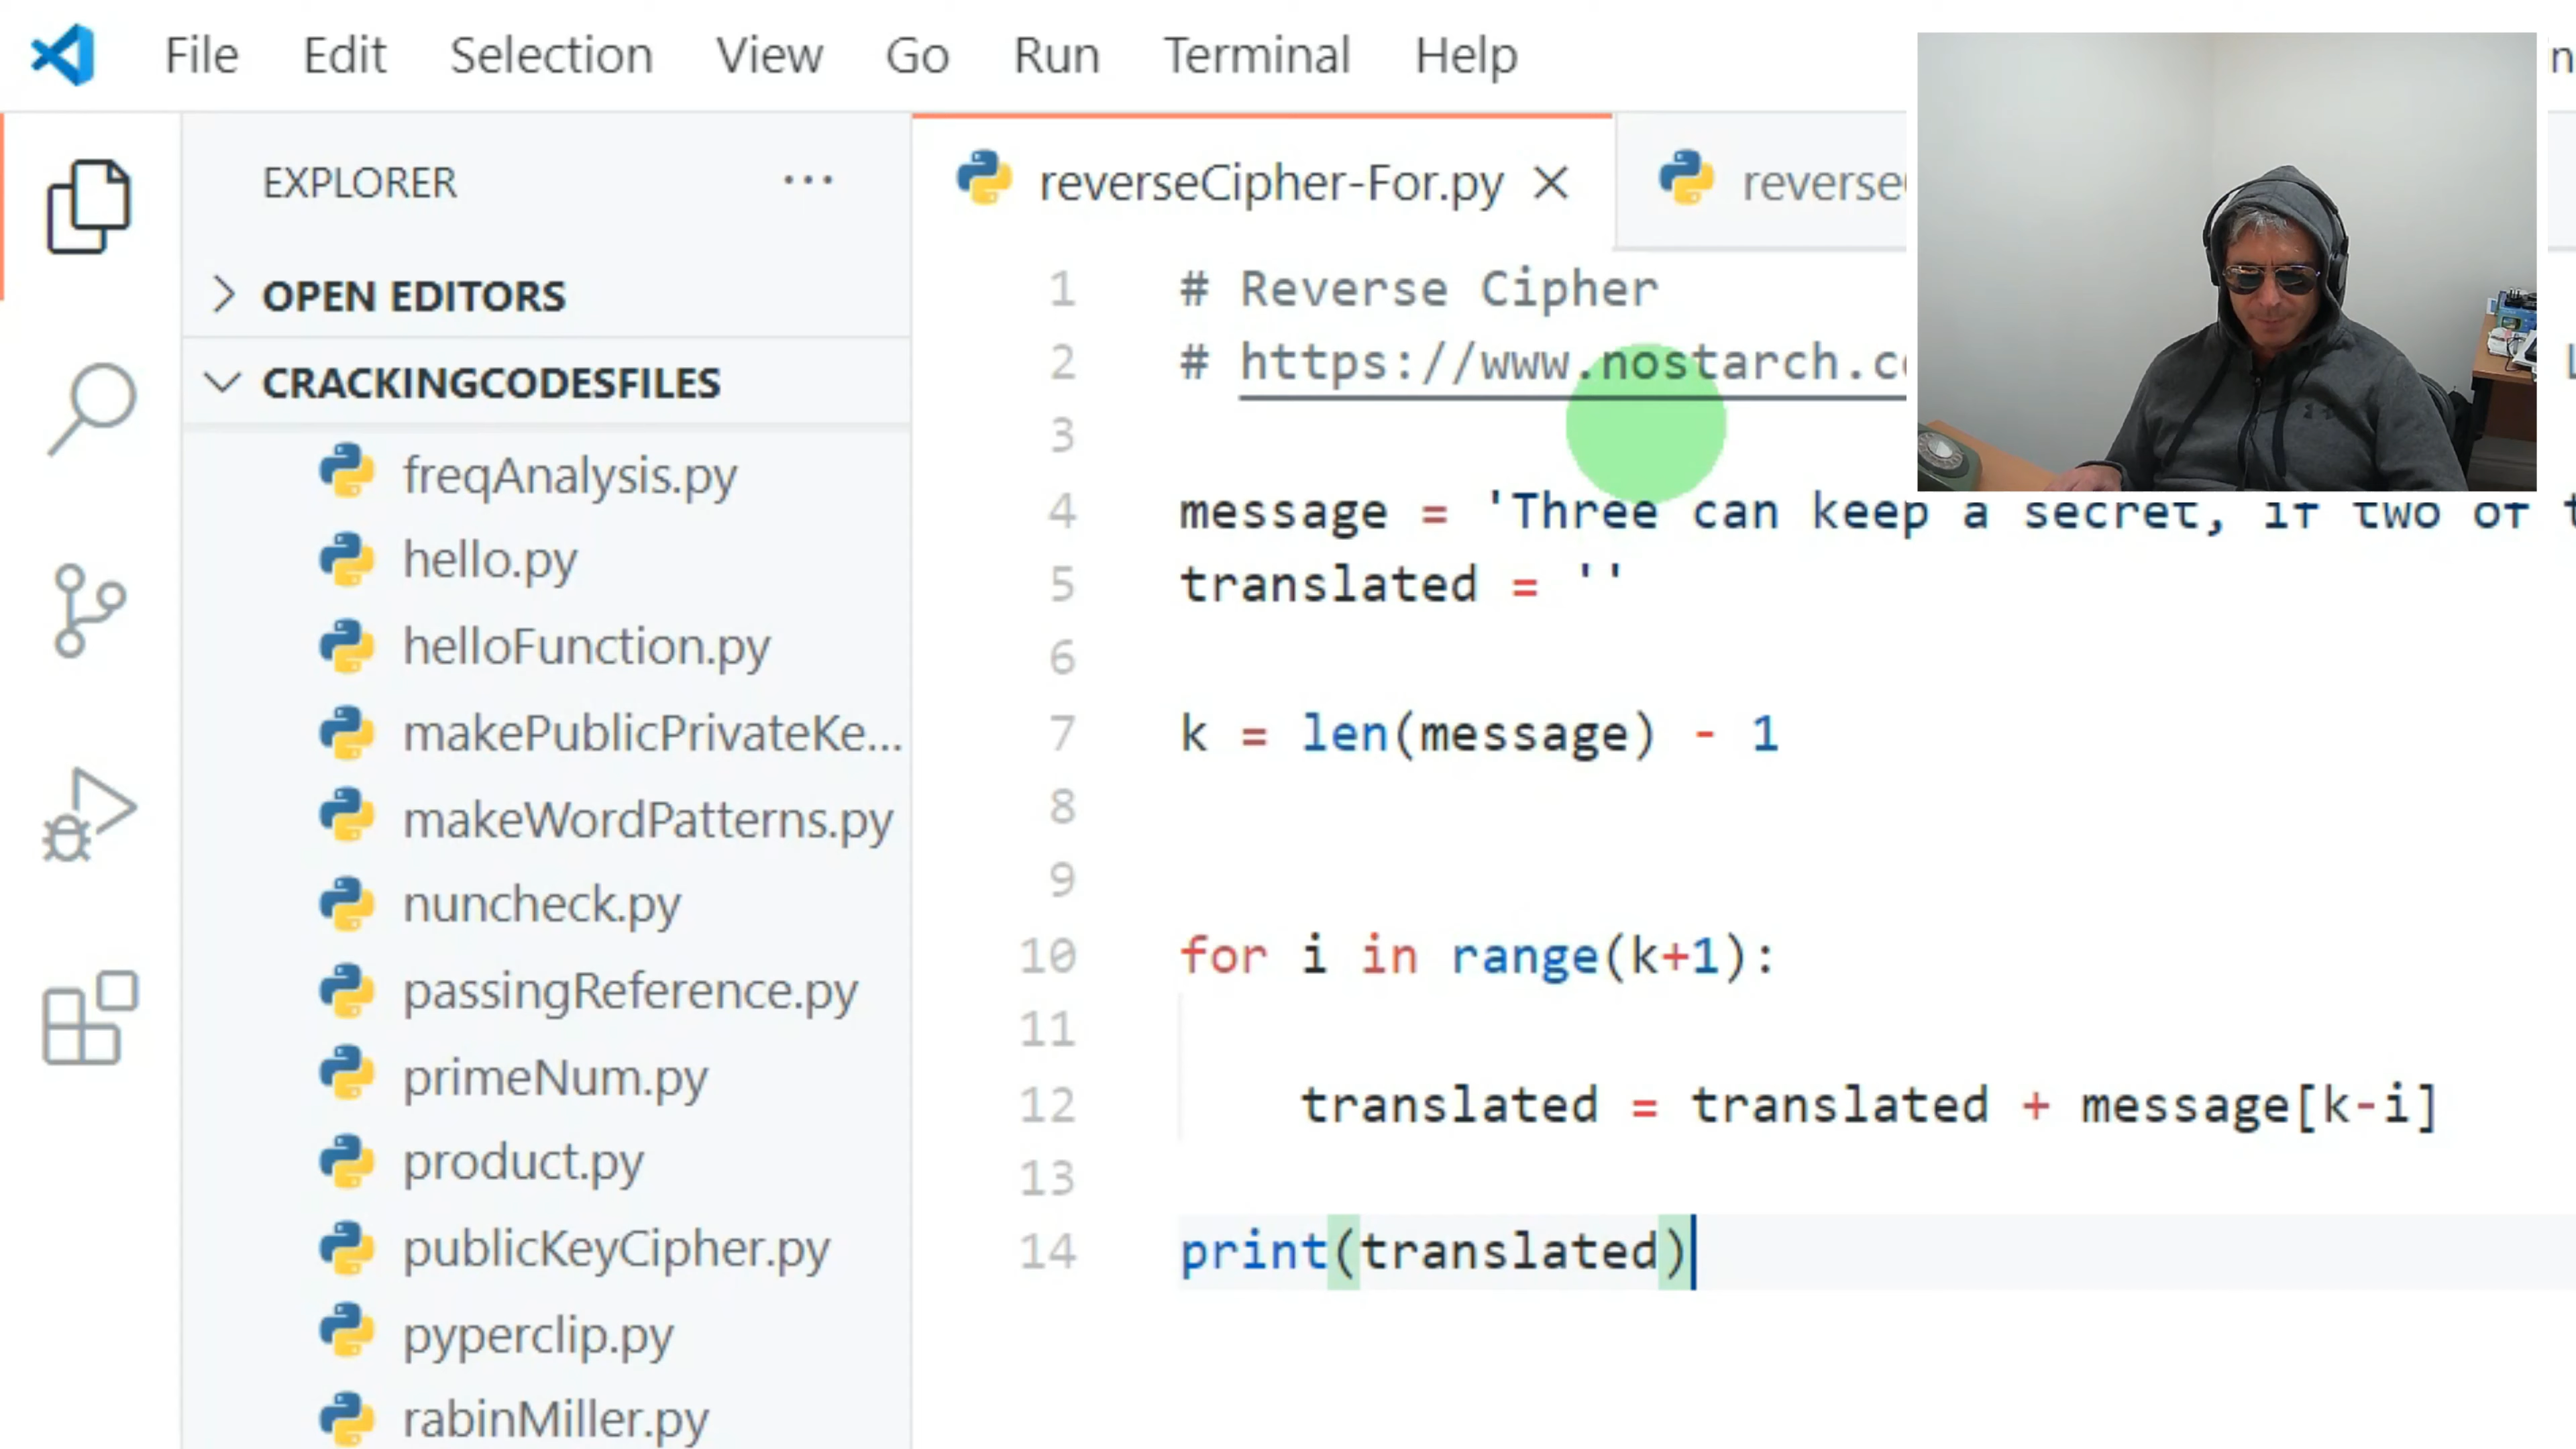 File Edit Selection View Go Run Terminal Help
EXPLORER ...
OPEN EDITORS
CRACKINGCODESFILES
freqAnalysis.py
hello.py
helloFunction.py
makePublicPrivateKe...
makeWordPatterns.py
nuncheck.py
passingReference.py
primeNum.py
product.py
publicKeyCipher.py
pyperclip.py
rabinMiller.py
reverseCipher-For.py reverse
1 # Reverse Cipher
2 # https://www.nostarch.c
3
4 message = 'Three can keep a secret, if two of
5 translated = ''
6
7 k = len(message) - 1
8
9
10 for i in range(k+1):
11
12 translated = translated + message[k-i]
13
14 print(translated)